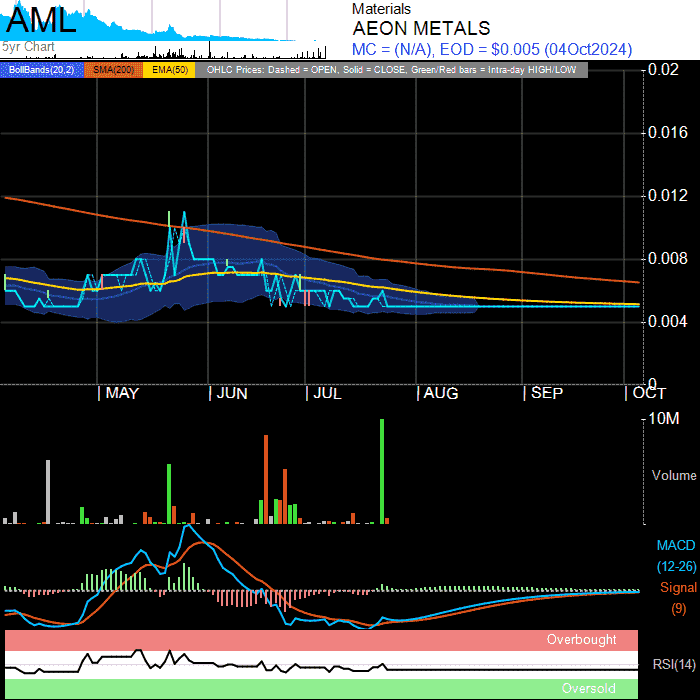 AML
5yr Chart
Materials
AEON METALS
MC = (N/A), EOD = $0.005 (04Oct2024)
BollBands(20,2) SMA(200) EMA(50) OHLC Prices: Dashed = OPEN, Solid = CLOSE, Green/Red bars = Intra-day HIGH/LOW
0.02
0.016
0.012
0.008
0.004
0
MAY JUN JUL AUG SEP OCT
10M
Volume
MACD
(12-26)
Signal
(9)
Overbought
RSI(14)
Oversold